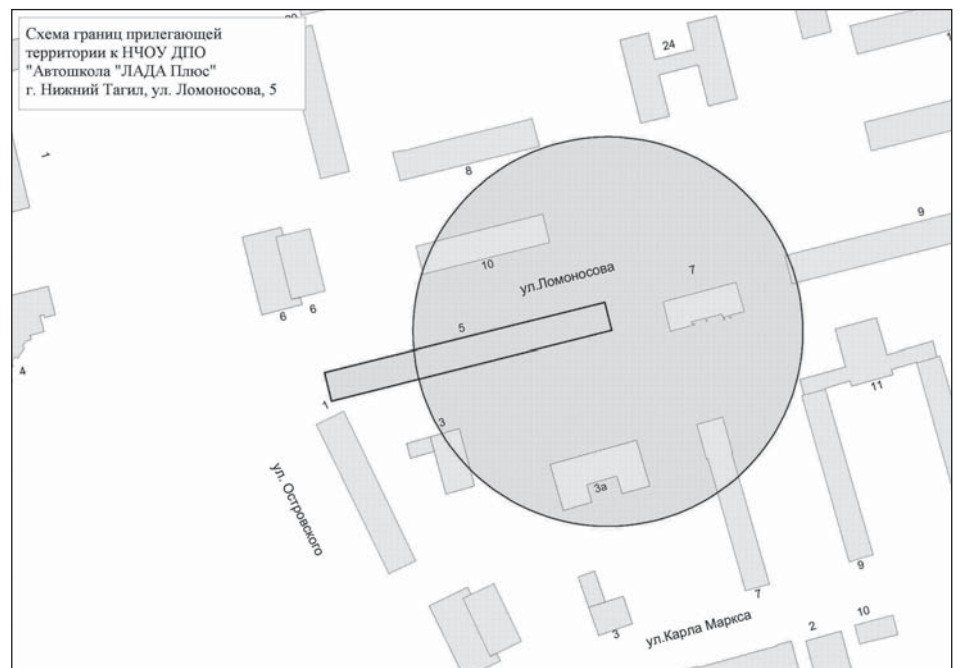 Схема границ прилегающей
территории к НЧОУ ДПО
"Автошкола "ЛАДА Плюс"
г. Нижний Тагил, ул. Ломоносова, 5
24
1
8
9
10
ул.Ломоносова
7
6
6
5
4
1
3
11
3а
ул. Островского
9
7
3
ул.Карла Маркса
2
10